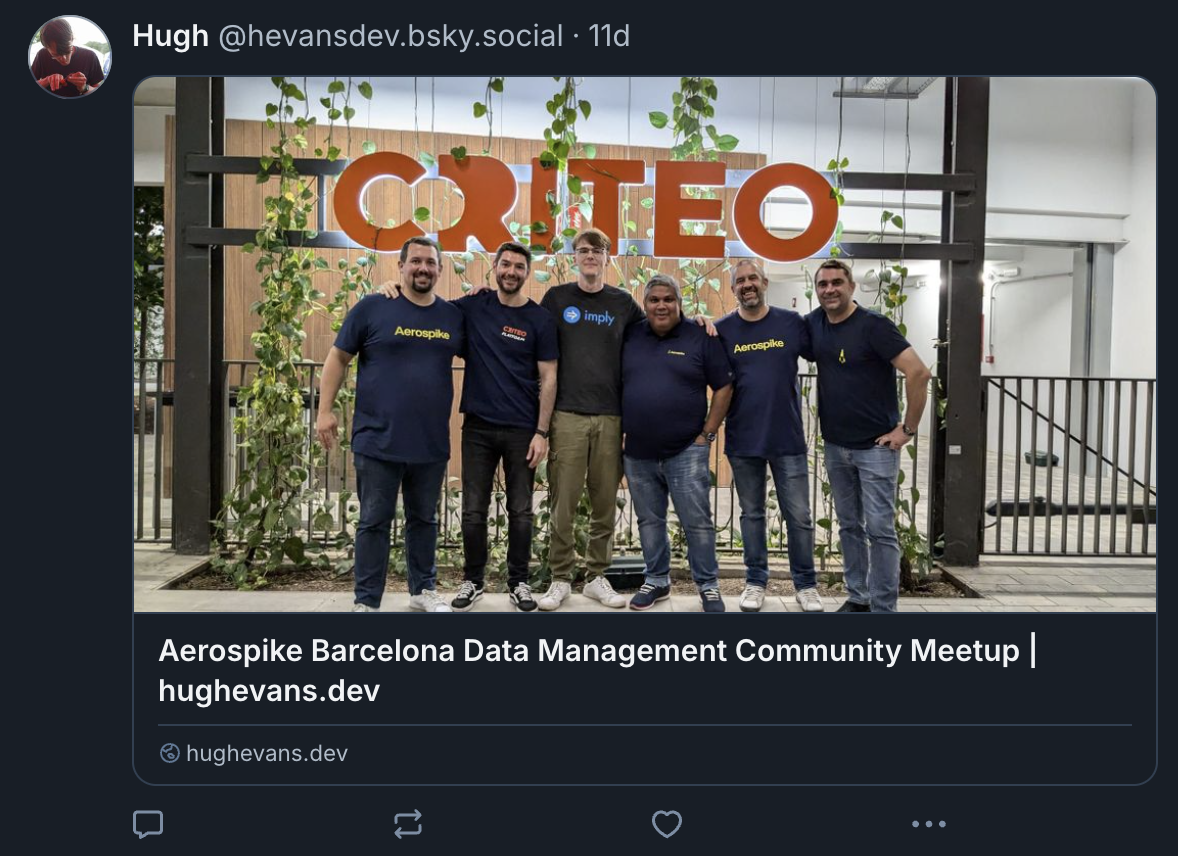 Hugh @hevansdev.bsky.social · 11d
CRITEO
Aerospike
CRITEO
imply
Aerospike
Aerospike Barcelona Data Management Community Meetup |
hughevans.dev
hughevans.dev